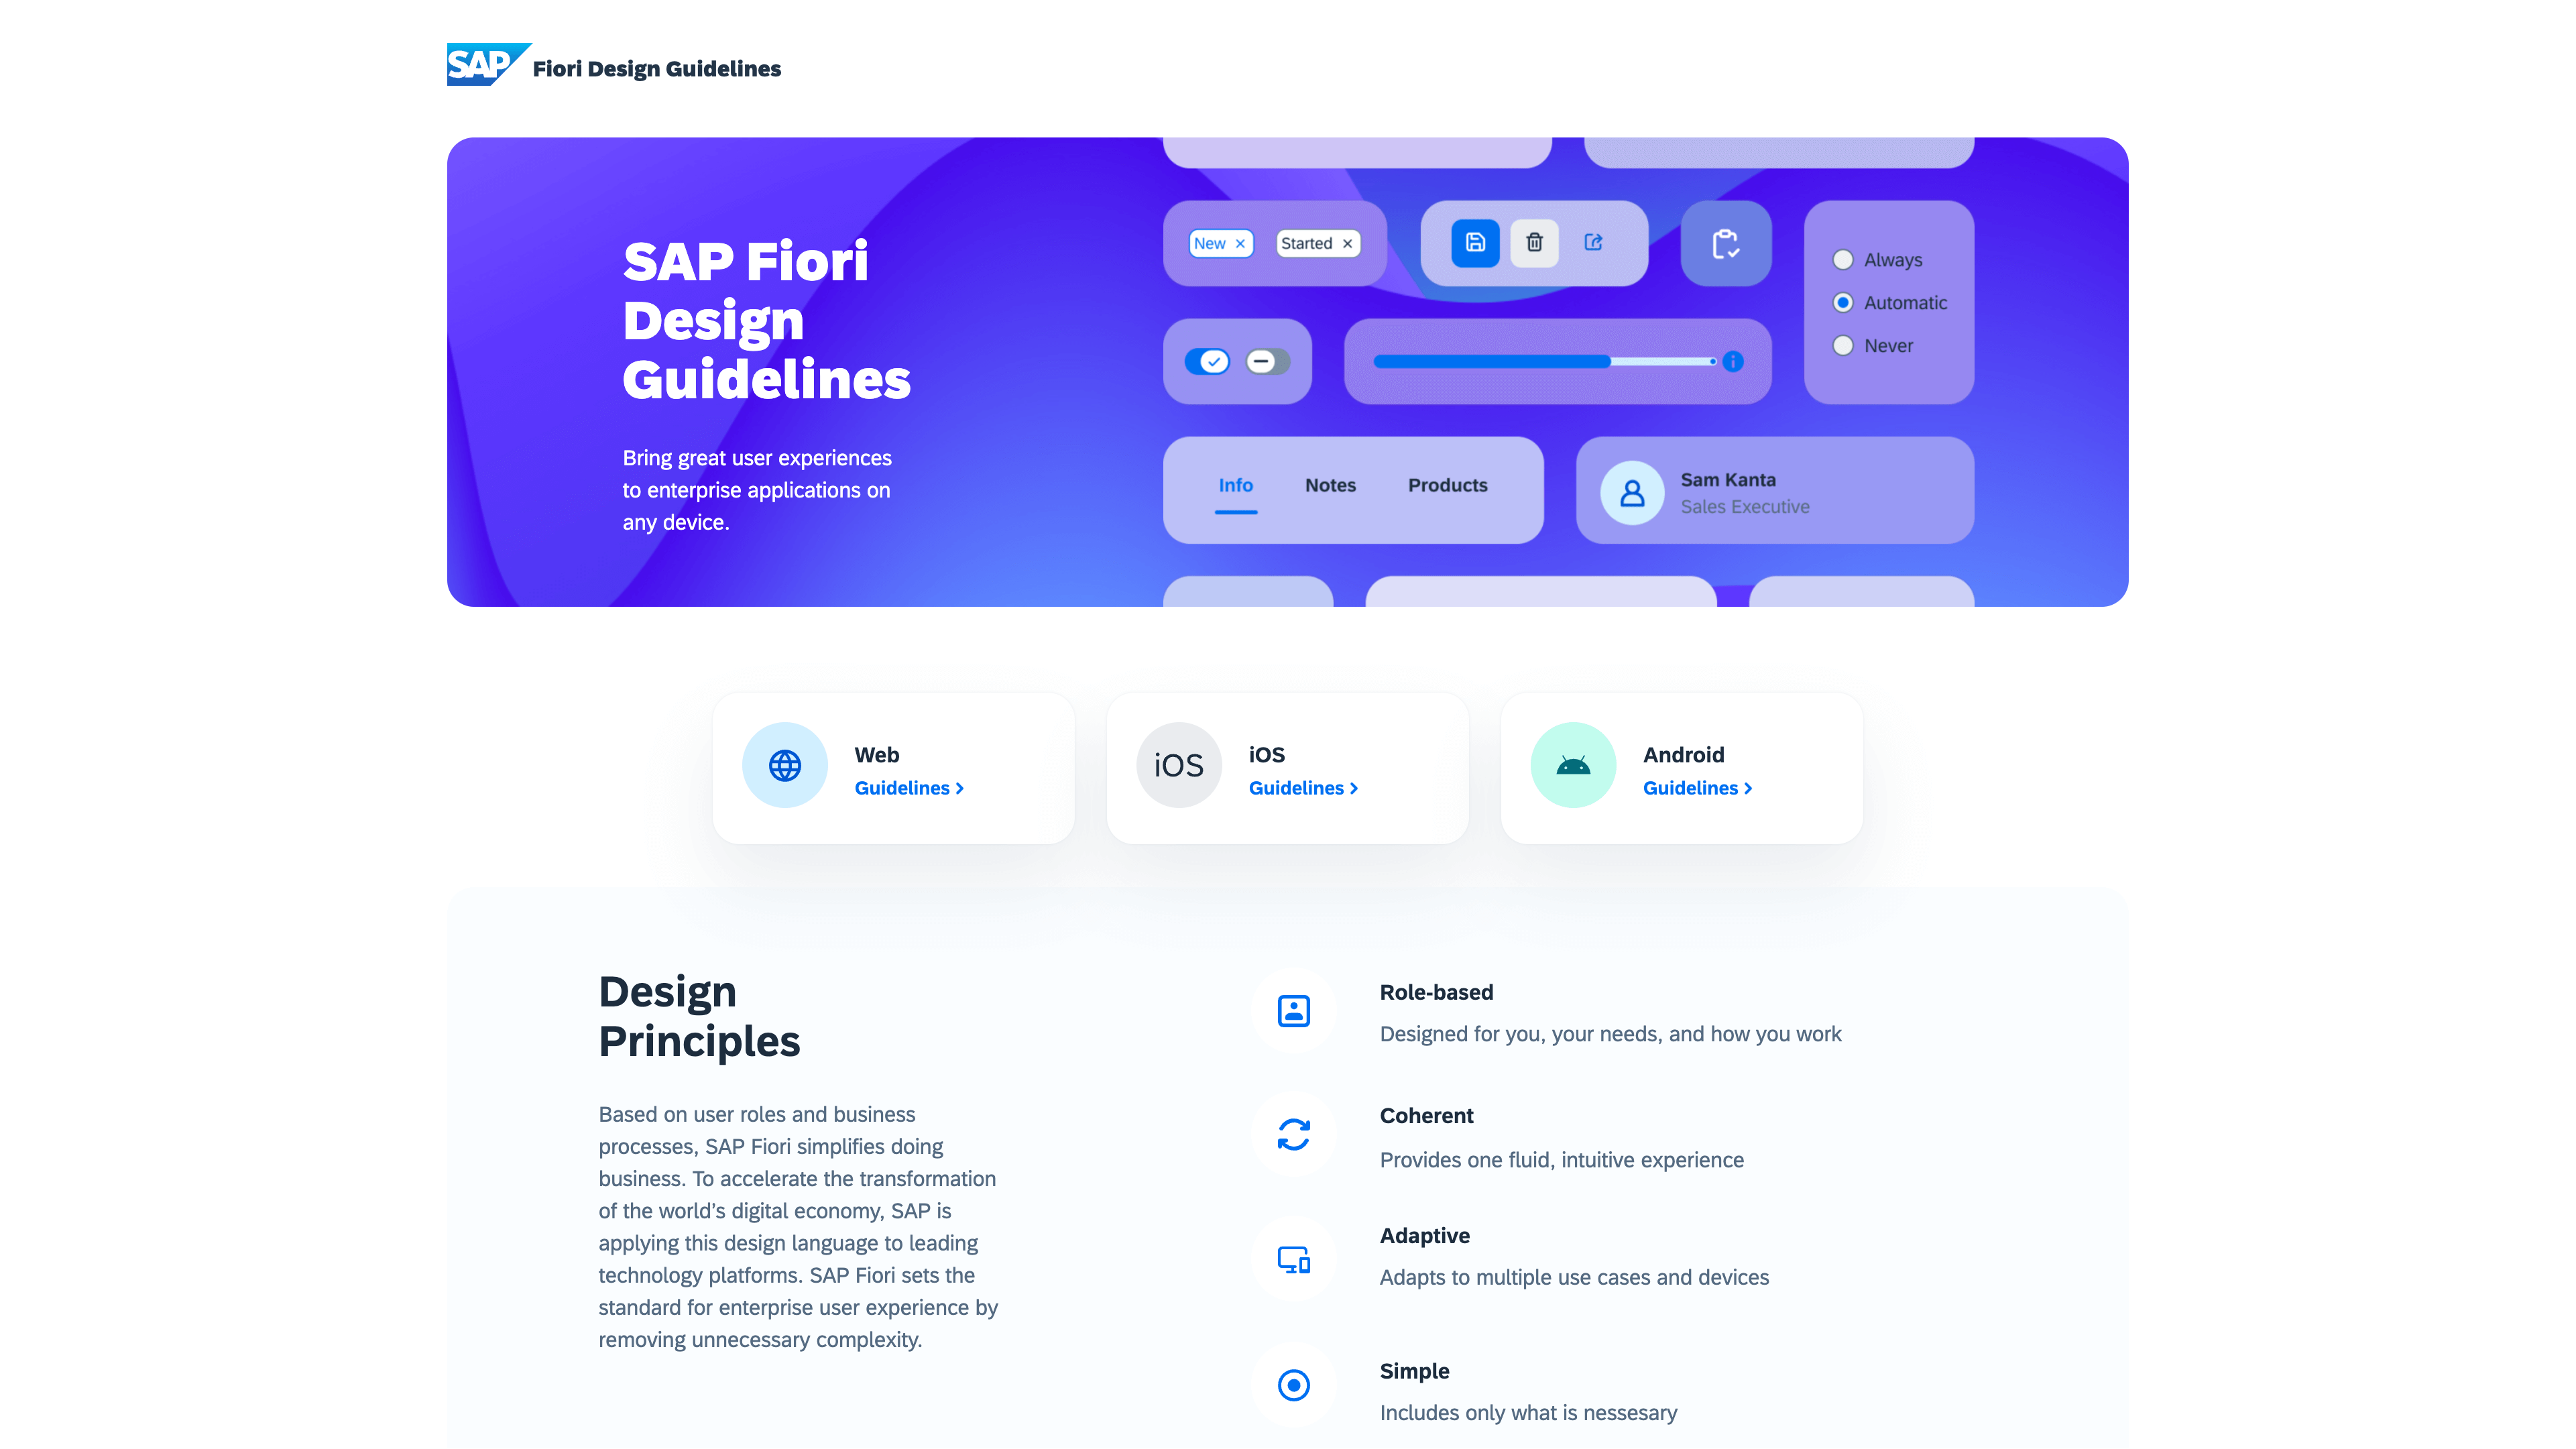 SAP Fiori Design Guidelines
SAP Fiori
Design
Guidelines
Bring great user experiences
to enterprise applications on
any device.
New
Started
Always
Automatic
Never
Info
Notes
Products
Sam Kanta
Sales Executive
Web
Guidelines
iOS
iOS
Guidelines
Android
Guidelines
Design
Principles
Based on user roles and business
processes, SAP Fiori simplifies doing
business. To accelerate the transformation
of the world’s digital economy, SAP is
applying this design language to leading
technology platforms. SAP Fiori sets the
standard for enterprise user experience by
removing unnecessary complexity.
Role-based
Designed for you, your needs, and how you work
Coherent
Provides one fluid, intuitive experience
Adaptive
Adapts to multiple use cases and devices
Simple
Includes only what is nessesary